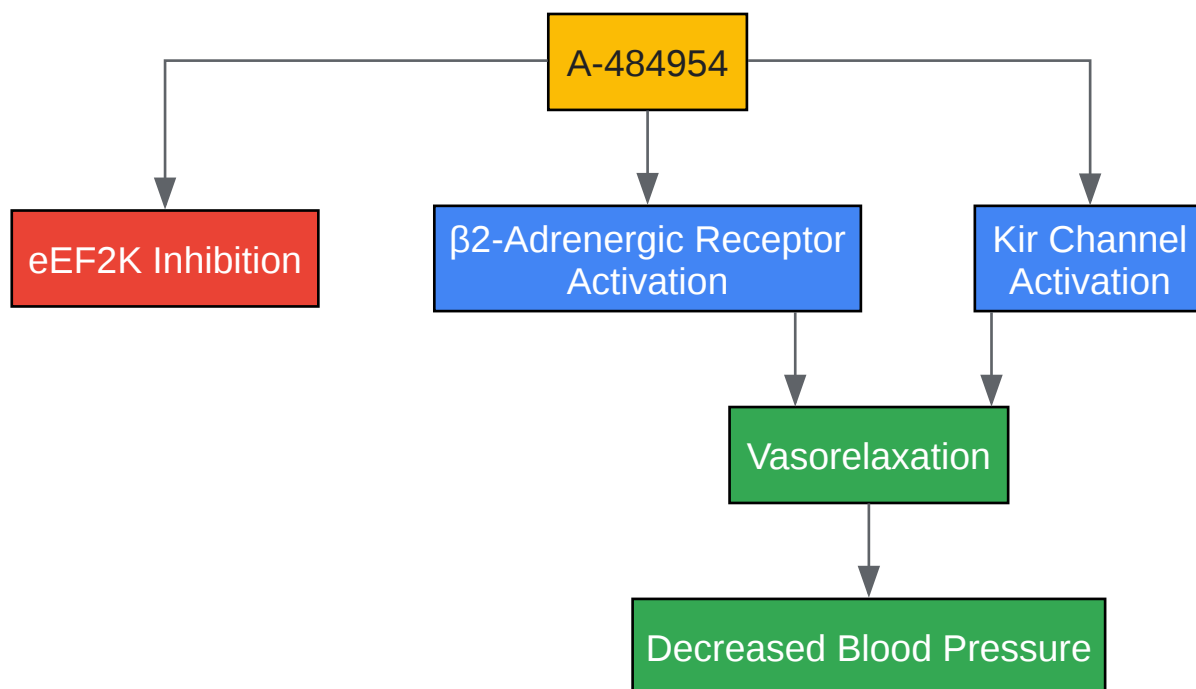 A-484954
eEF2K Inhibition
β2-Adrenergic Receptor
Activation
Kir Channel
Activation
Vasorelaxation
Decreased Blood Pressure